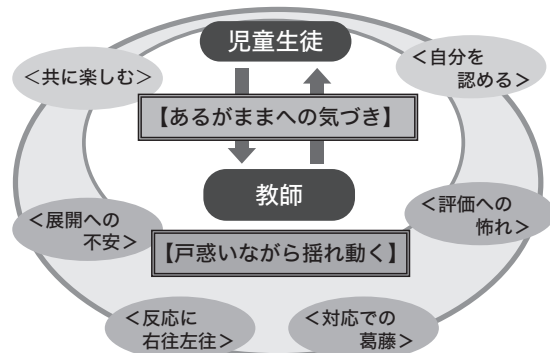 児童生徒
<共に楽しむ>
<自分を
認める>
【あるがままへの気づき】
教師
<展開への
不安>
<評価への
怖れ>
【戸惑いながら揺れ動く】
<反応に
右往左往>
<対応での
葛藤>